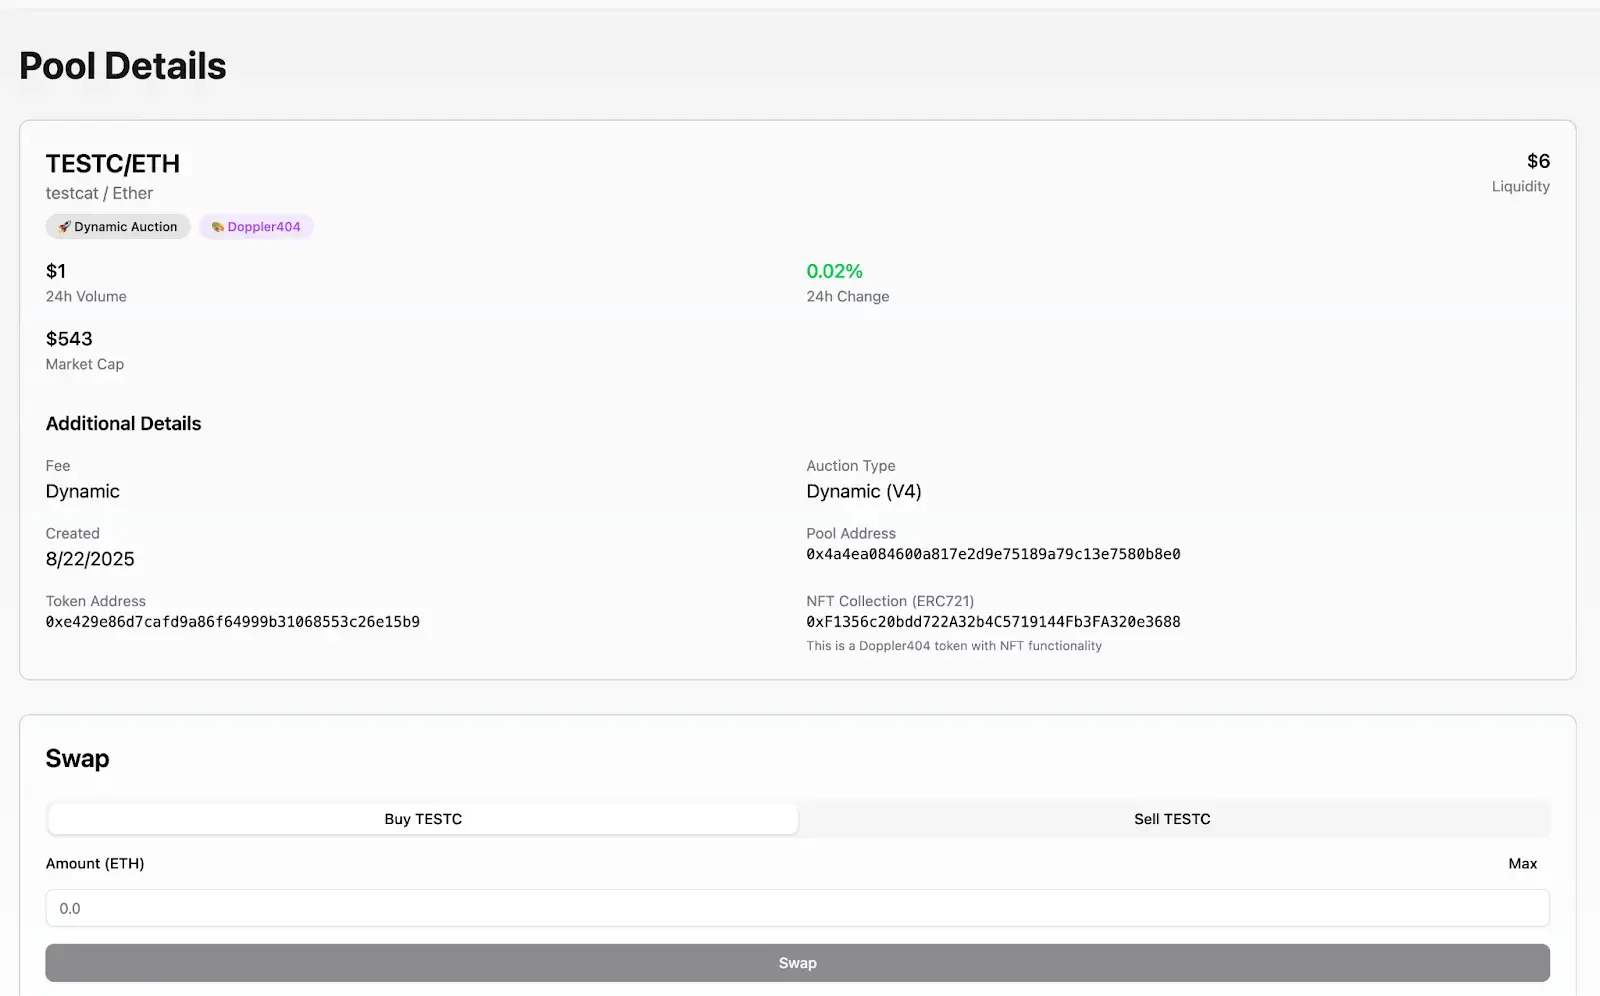 Pool Details
TESTC/ETH
testcat / Ether
$6
Liquidity
🚀 Dynamic Auction
🎨 Doppler404
$1
24h Volume
0.02%
24h Change
$543
Market Cap
Additional Details
Fee
Dynamic
Auction Type
Dynamic (V4)
Created
8/22/2025
Pool Address
0x4a4ea084600a817e2d9e75189a79c13e7580b8e0
Token Address
0xe429e86d7cafd9a86f64999b31068553c26e15b9
NFT Collection (ERC721)
0xF1356c20bdd722A32b4C5719144Fb3FA320e3688
This is a Doppler404 token with NFT functionality
Swap
Buy TESTC
Sell TESTC
Amount (ETH)
Max
0.0
Swap